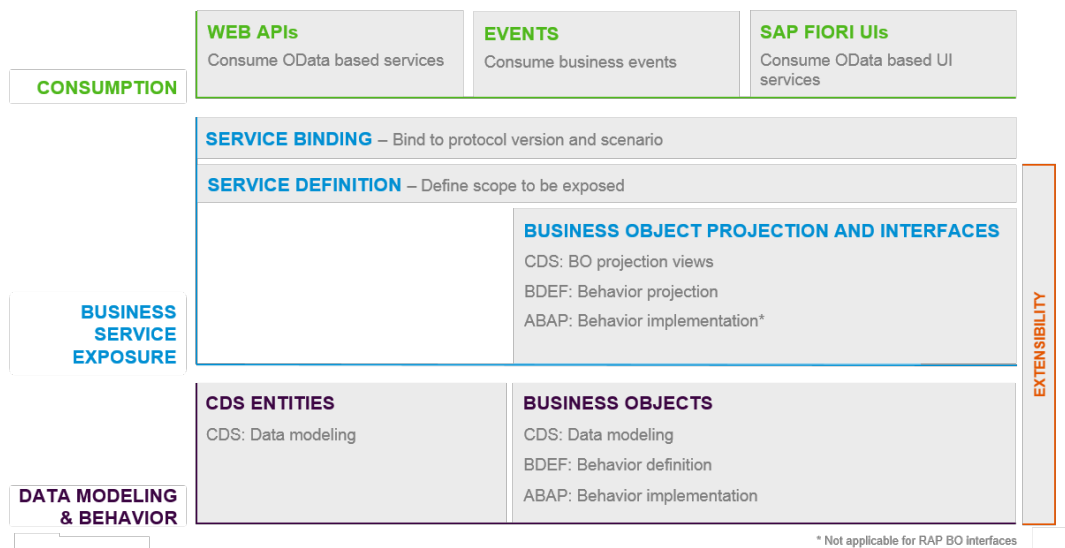 WEB APIs
Consume OData based services
EVENTS
Consume business events
SAP FIORI UIs
Consume OData based UI
services
CONSUMPTION
SERVICE BINDING – Bind to protocol version and scenario
SERVICE DEFINITION – Define scope to be exposed
BUSINESS OBJECT PROJECTION AND INTERFACES
CDS: BO projection views
BDEF: Behavior projection
ABAP: Behavior implementation*
BUSINESS
SERVICE
EXPOSURE
EXTENSIBILITY
CDS ENTITIES
CDS: Data modeling
BUSINESS OBJECTS
CDS: Data modeling
BDEF: Behavior definition
ABAP: Behavior implementation
DATA MODELING
& BEHAVIOR
* Not applicable for RAP BO interfaces